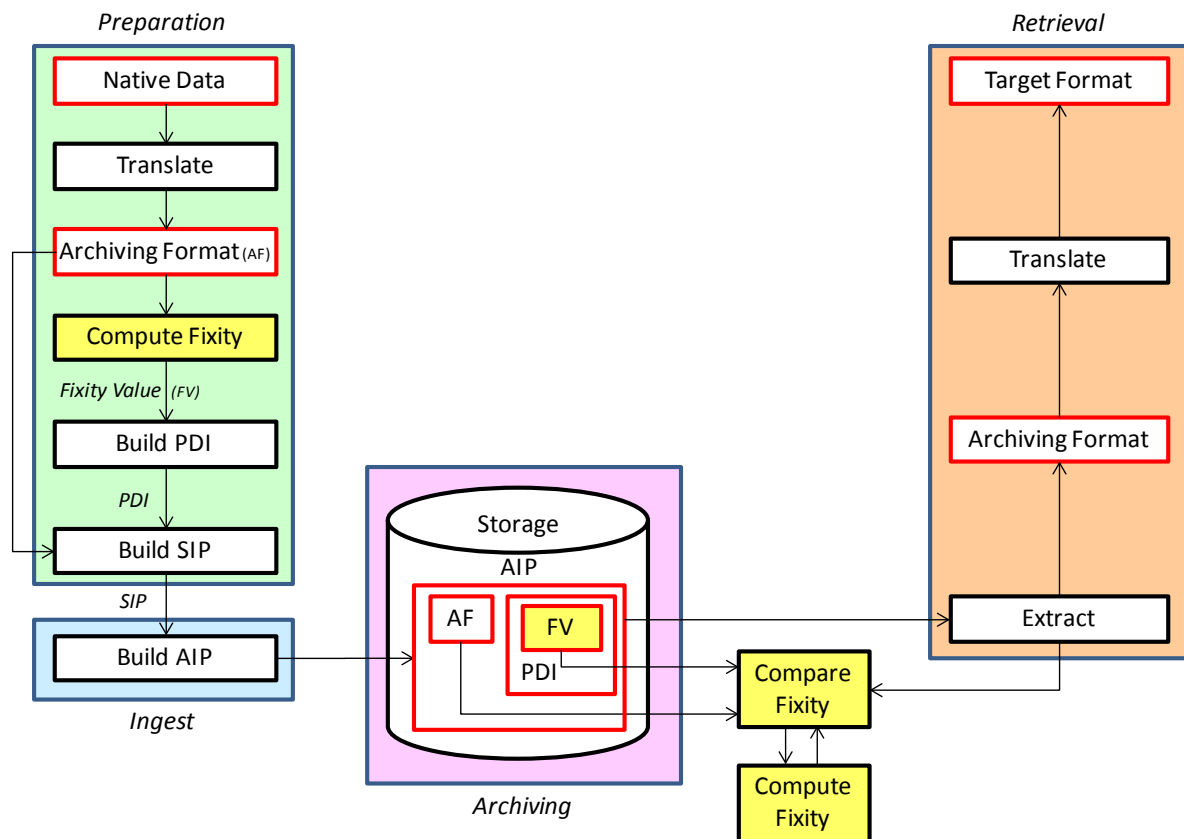 Preparation
Native Data
Translate
Archiving Format (AF)
Compute Fixity
Fixity Value (FV)
Build PDI
PDI
Build SIP
SIP
Build AIP
Ingest
Storage
AIP
AF
FV
PDI
Archiving
Compare
Fixity
Compute
Fixity
Retrieval
Target Format
Translate
Archiving Format
Extract